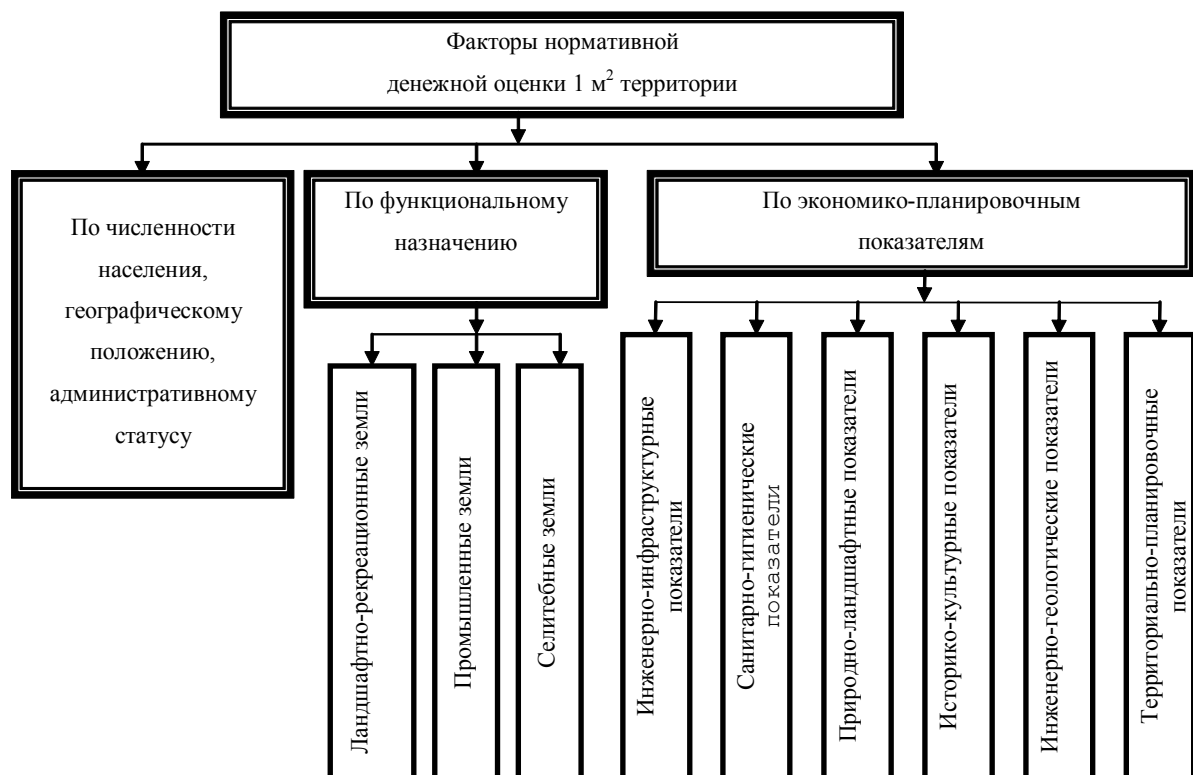 Факторы нормативной
денежной оценки 1 м² территории
По численности
населения,
географическому
положению,
административному
статусу
По функциональному
назначению
По экономико-планировочным
показателям
Ландшафтно-рекреационные земли
Промышленные земли
Селитебные земли
Инженерно-инфраструктурные
показатели
Санитарно-гигиенические
показатели
Природно-ландшафтные показатели
Историко-культурные показатели
Инженерно-геологические показатели
Территориально-планировочные
показатели